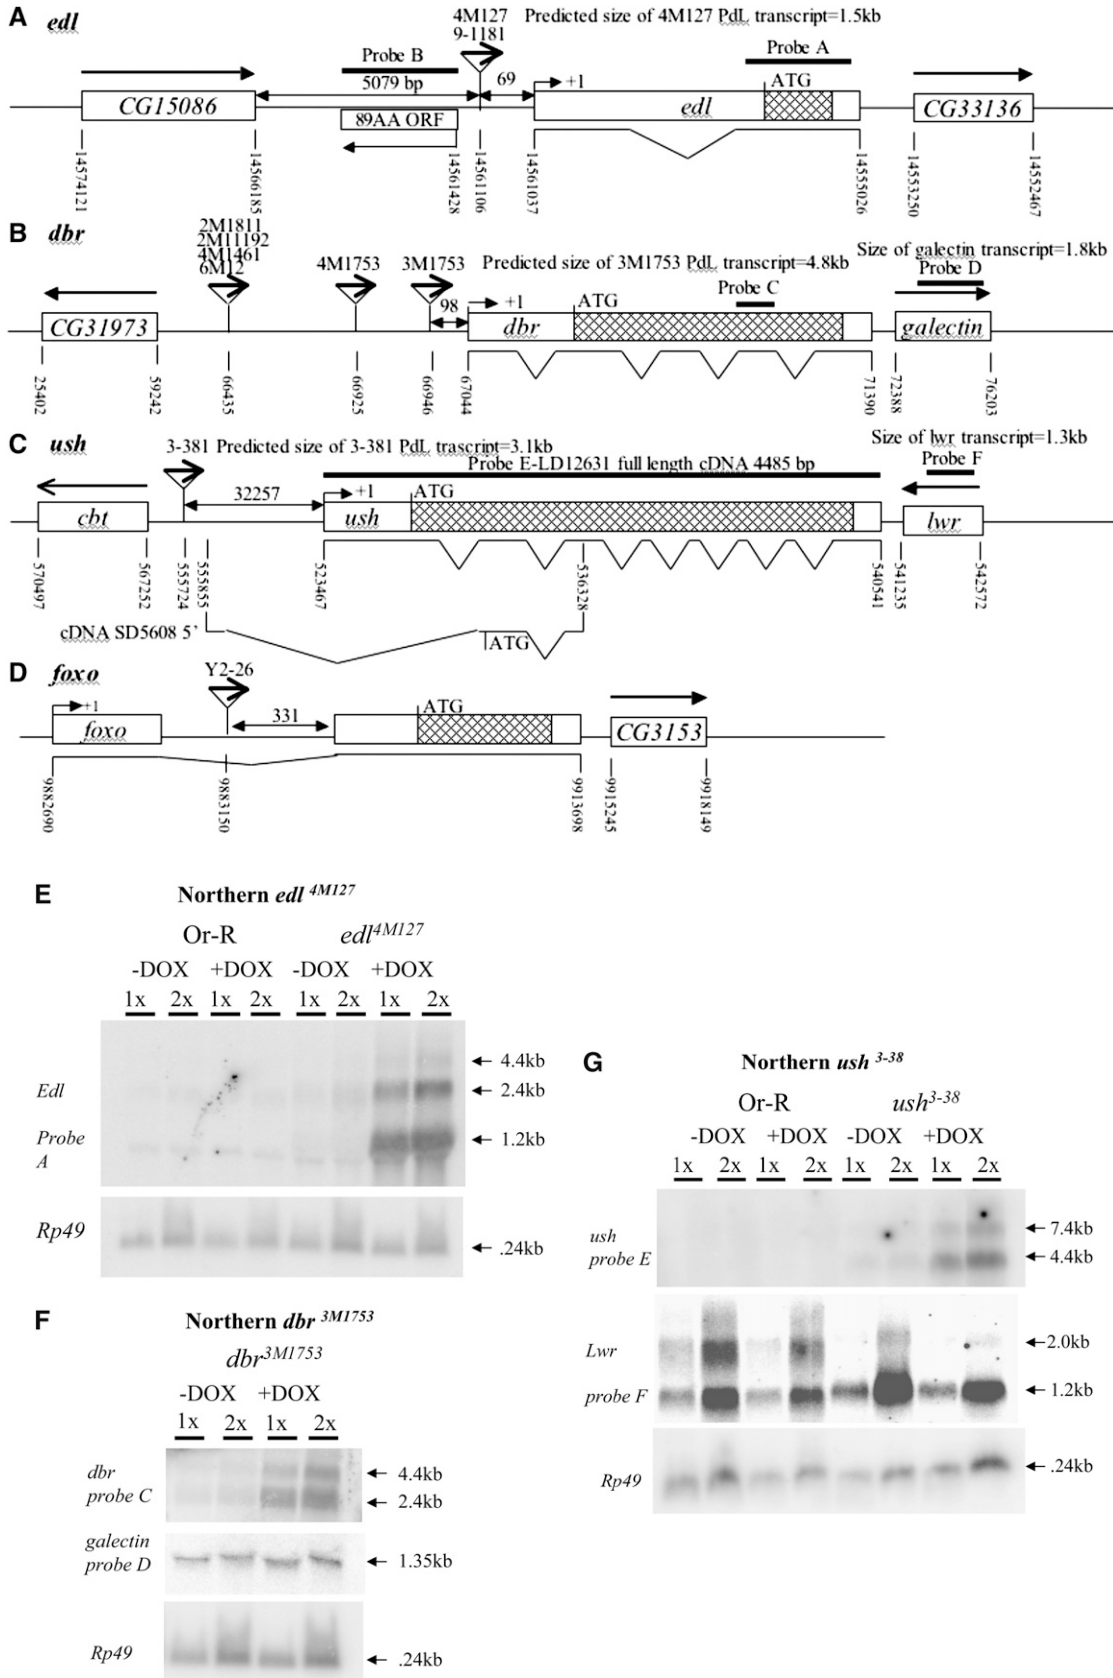 A edl
4M127 Predicted size of 4M127 PdL transcript=1.5kb
9-1181
Probe B
Probe A
5079 bp
69
+1
ATG
CG15086
89AA ORF
edl
CG33136
14574121
14566185
14561428
14561106
14561037
14555026
14553250
14552467
B dbr
2M1811
2M11192
4M1461
6M12
4M1753
3M1753
Predicted size of 3M1753 PdL transcript=4.8kb
Size of galectin transcript=1.8kb
Probe D
Probe C
98
+1
ATG
CG31973
dbr
galectin
25402
59242
66435
66925
66946
67044
71390
72388
76203
C ush
3-381 Predicted size of 3-381 PdL trascript=3.1kb
Size of lwr transcript=1.3kb
Probe E-LD12631 full length cDNA 4485 bp
Probe F
32257
+1
ATG
cbt
ush
lwr
570497
567252
555724
555855
523467
536328
540541
541235
542572
cDNA SD5608 5'
ATG
D foxo
Y2-26
+1
331
ATG
foxo
CG3153
9882690
9883150
9913698
9915245
9918149
E Northern edl 4M127
Or-R edl4M127
-DOX +DOX -DOX +DOX
1x 2x 1x 2x 1x 2x 1x 2x
4.4kb
Edl
2.4kb
Probe
A
1.2kb
Rp49
.24kb
F Northern dbr 3M1753
dbr3M1753
-DOX +DOX
1x 2x 1x 2x
dbr
probe C
4.4kb
2.4kb
galectin
probe D
1.35kb
Rp49
.24kb
G Northern ush 3-38
Or-R ush3-38
-DOX +DOX -DOX +DOX
1x 2x 1x 2x 1x 2x 1x 2x
ush
probe E
7.4kb
4.4kb
Lwr
probe F
2.0kb
1.2kb
Rp49
.24kb